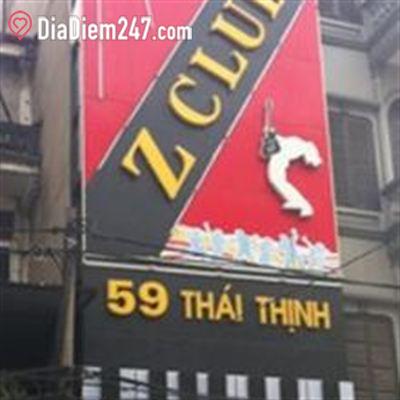 DiaDiem247.com
Z CLUB
59 THÁI THỊNH